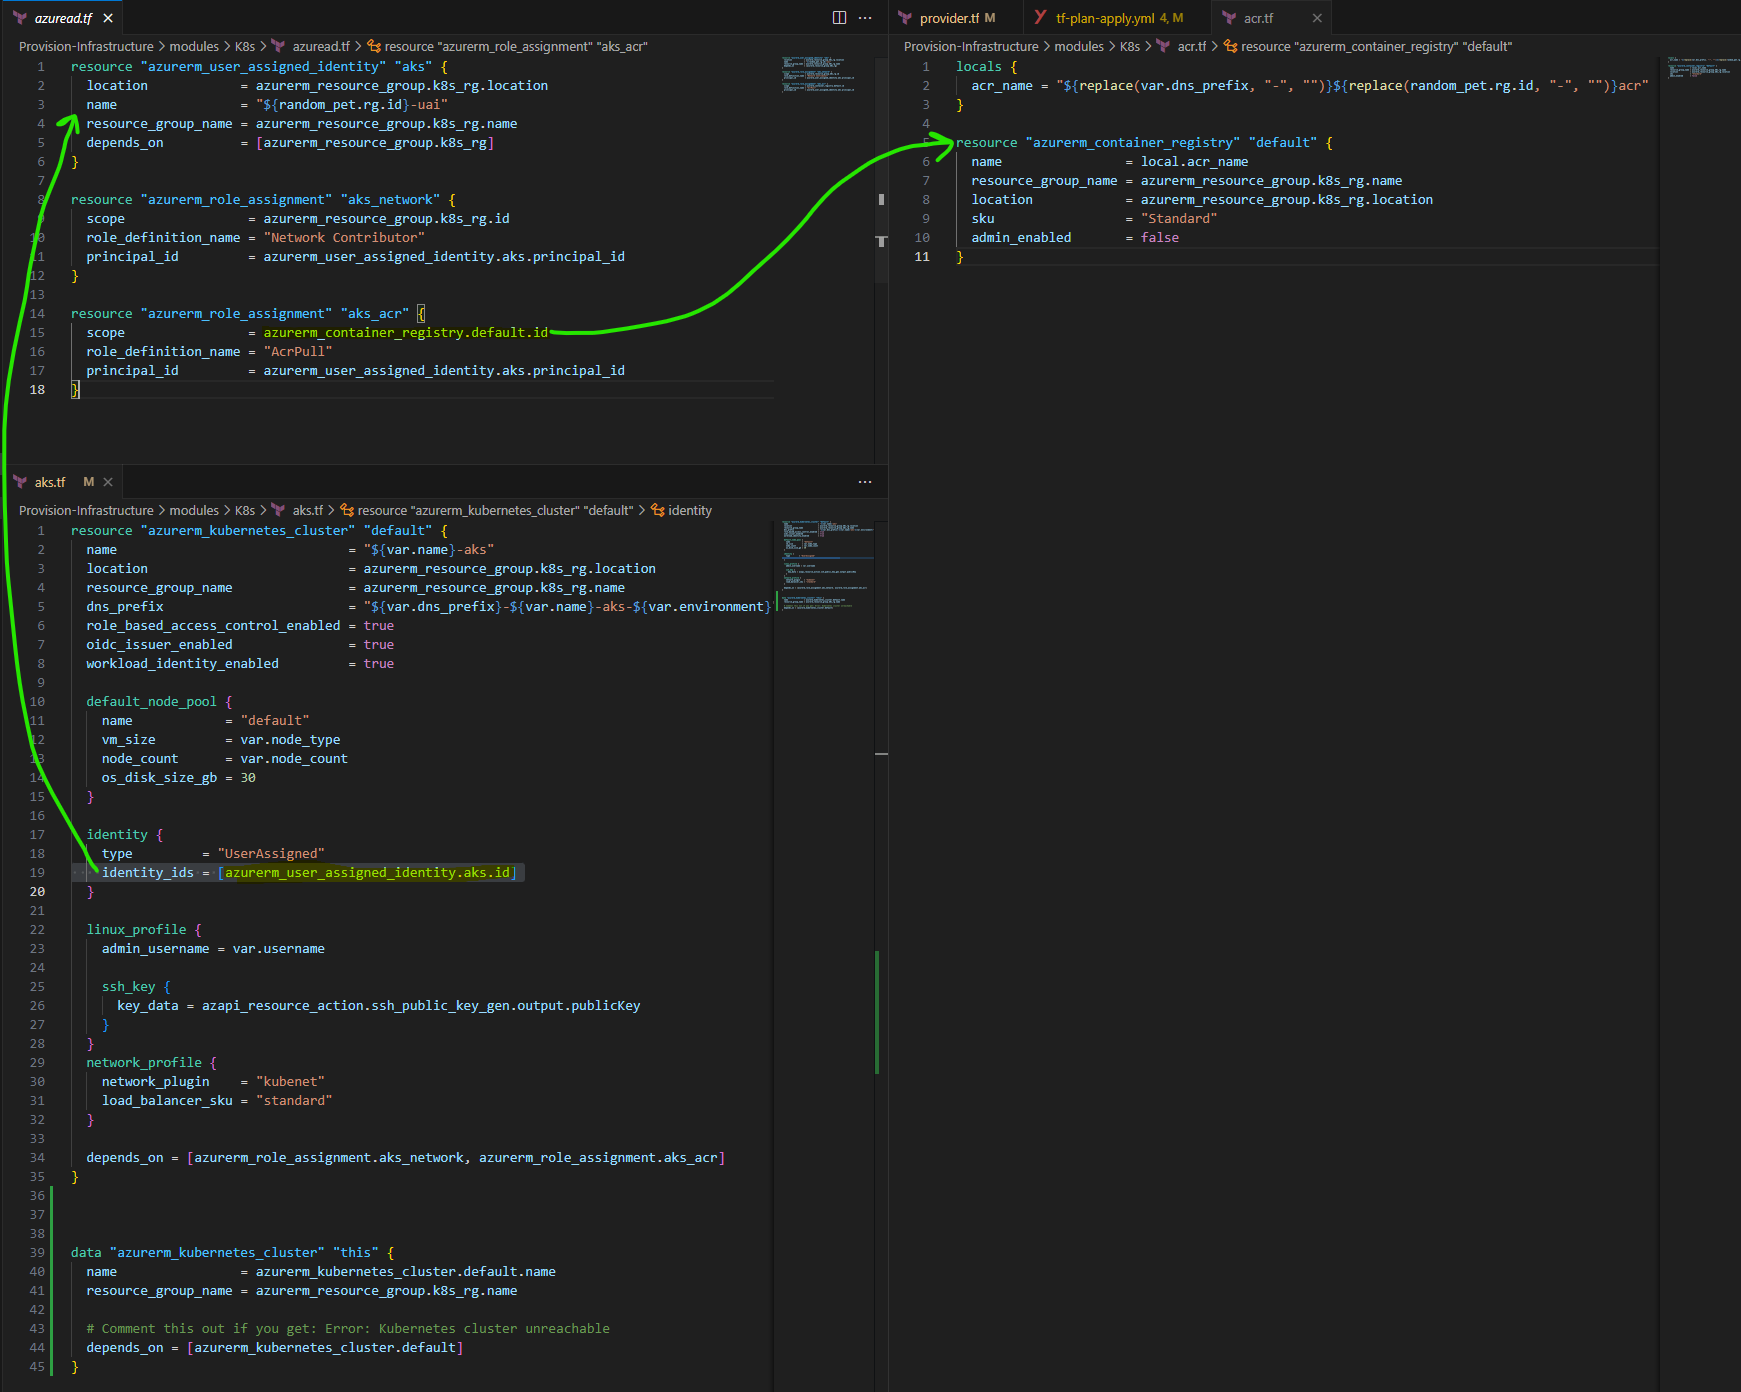 azuread.tf
Provision-Infrastructure > modules > K8s > azuread.tf > resource "azurerm_role_assignment" "aks_acr"
1 resource "azurerm_user_assigned_identity" "aks" {
2 location = azurerm_resource_group.k8s_rg.location
3 name = "${random_pet.rg.id}-uai"
4 resource_group_name = azurerm_resource_group.k8s_rg.name
5 depends_on = [azurerm_resource_group.k8s_rg]
6 }
7
8 resource "azurerm_role_assignment" "aks_network" {
9 scope = azurerm_resource_group.k8s_rg.id
10 role_definition_name = "Network Contributor"
11 principal_id = azurerm_user_assigned_identity.aks.principal_id
12 }
13
14 resource "azurerm_role_assignment" "aks_acr" {
15 scope = azurerm_container_registry.default.id
16 role_definition_name = "AcrPull"
17 principal_id = azurerm_user_assigned_identity.aks.principal_id
18 }
aks.tf M
Provision-Infrastructure > modules > K8s > aks.tf > resource "azurerm_kubernetes_cluster" "default" > identity
1 resource "azurerm_kubernetes_cluster" "default" {
2 name = "${var.name}-aks"
3 location = azurerm_resource_group.k8s_rg.location
4 resource_group_name = azurerm_resource_group.k8s_rg.name
5 dns_prefix = "${var.dns_prefix}-${var.name}-aks-${var.environment}
6 role_based_access_control_enabled = true
7 oidc_issuer_enabled = true
8 workload_identity_enabled = true
9
10 default_node_pool {
11 name = "default"
12 vm_size = var.node_type
13 node_count = var.node_count
14 os_disk_size_gb = 30
15 }
16
17 identity {
18 type = "UserAssigned"
19 identity_ids = [azurerm_user_assigned_identity.aks.id]
20 }
21
22 linux_profile {
23 admin_username = var.username
24
25 ssh_key {
26 key_data = azapi_resource_action.ssh_public_key_gen.output.publicKey
27 }
28 }
29 network_profile {
30 network_plugin = "kubenet"
31 load_balancer_sku = "standard"
32 }
33
34 depends_on = [azurerm_role_assignment.aks_network, azurerm_role_assignment.aks_acr]
35 }
36
37
38
39 data "azurerm_kubernetes_cluster" "this" {
40 name = azurerm_kubernetes_cluster.default.name
41 resource_group_name = azurerm_resource_group.k8s_rg.name
42
43 # Comment this out if you get: Error: Kubernetes cluster unreachable
44 depends_on = [azurerm_kubernetes_cluster.default]
45 }
provider.tf M
tf-plan-apply.yml 4, M
acr.tf
Provision-Infrastructure > modules > K8s > acr.tf > resource "azurerm_container_registry" "default"
1 locals {
2 acr_name = "${replace(var.dns_prefix, "-", "")}${replace(random_pet.rg.id, "-", "")}acr"
3 }
4
5 resource "azurerm_container_registry" "default" {
6 name = local.acr_name
7 resource_group_name = azurerm_resource_group.k8s_rg.name
8 location = azurerm_resource_group.k8s_rg.location
9 sku = "Standard"
10 admin_enabled = false
11 }